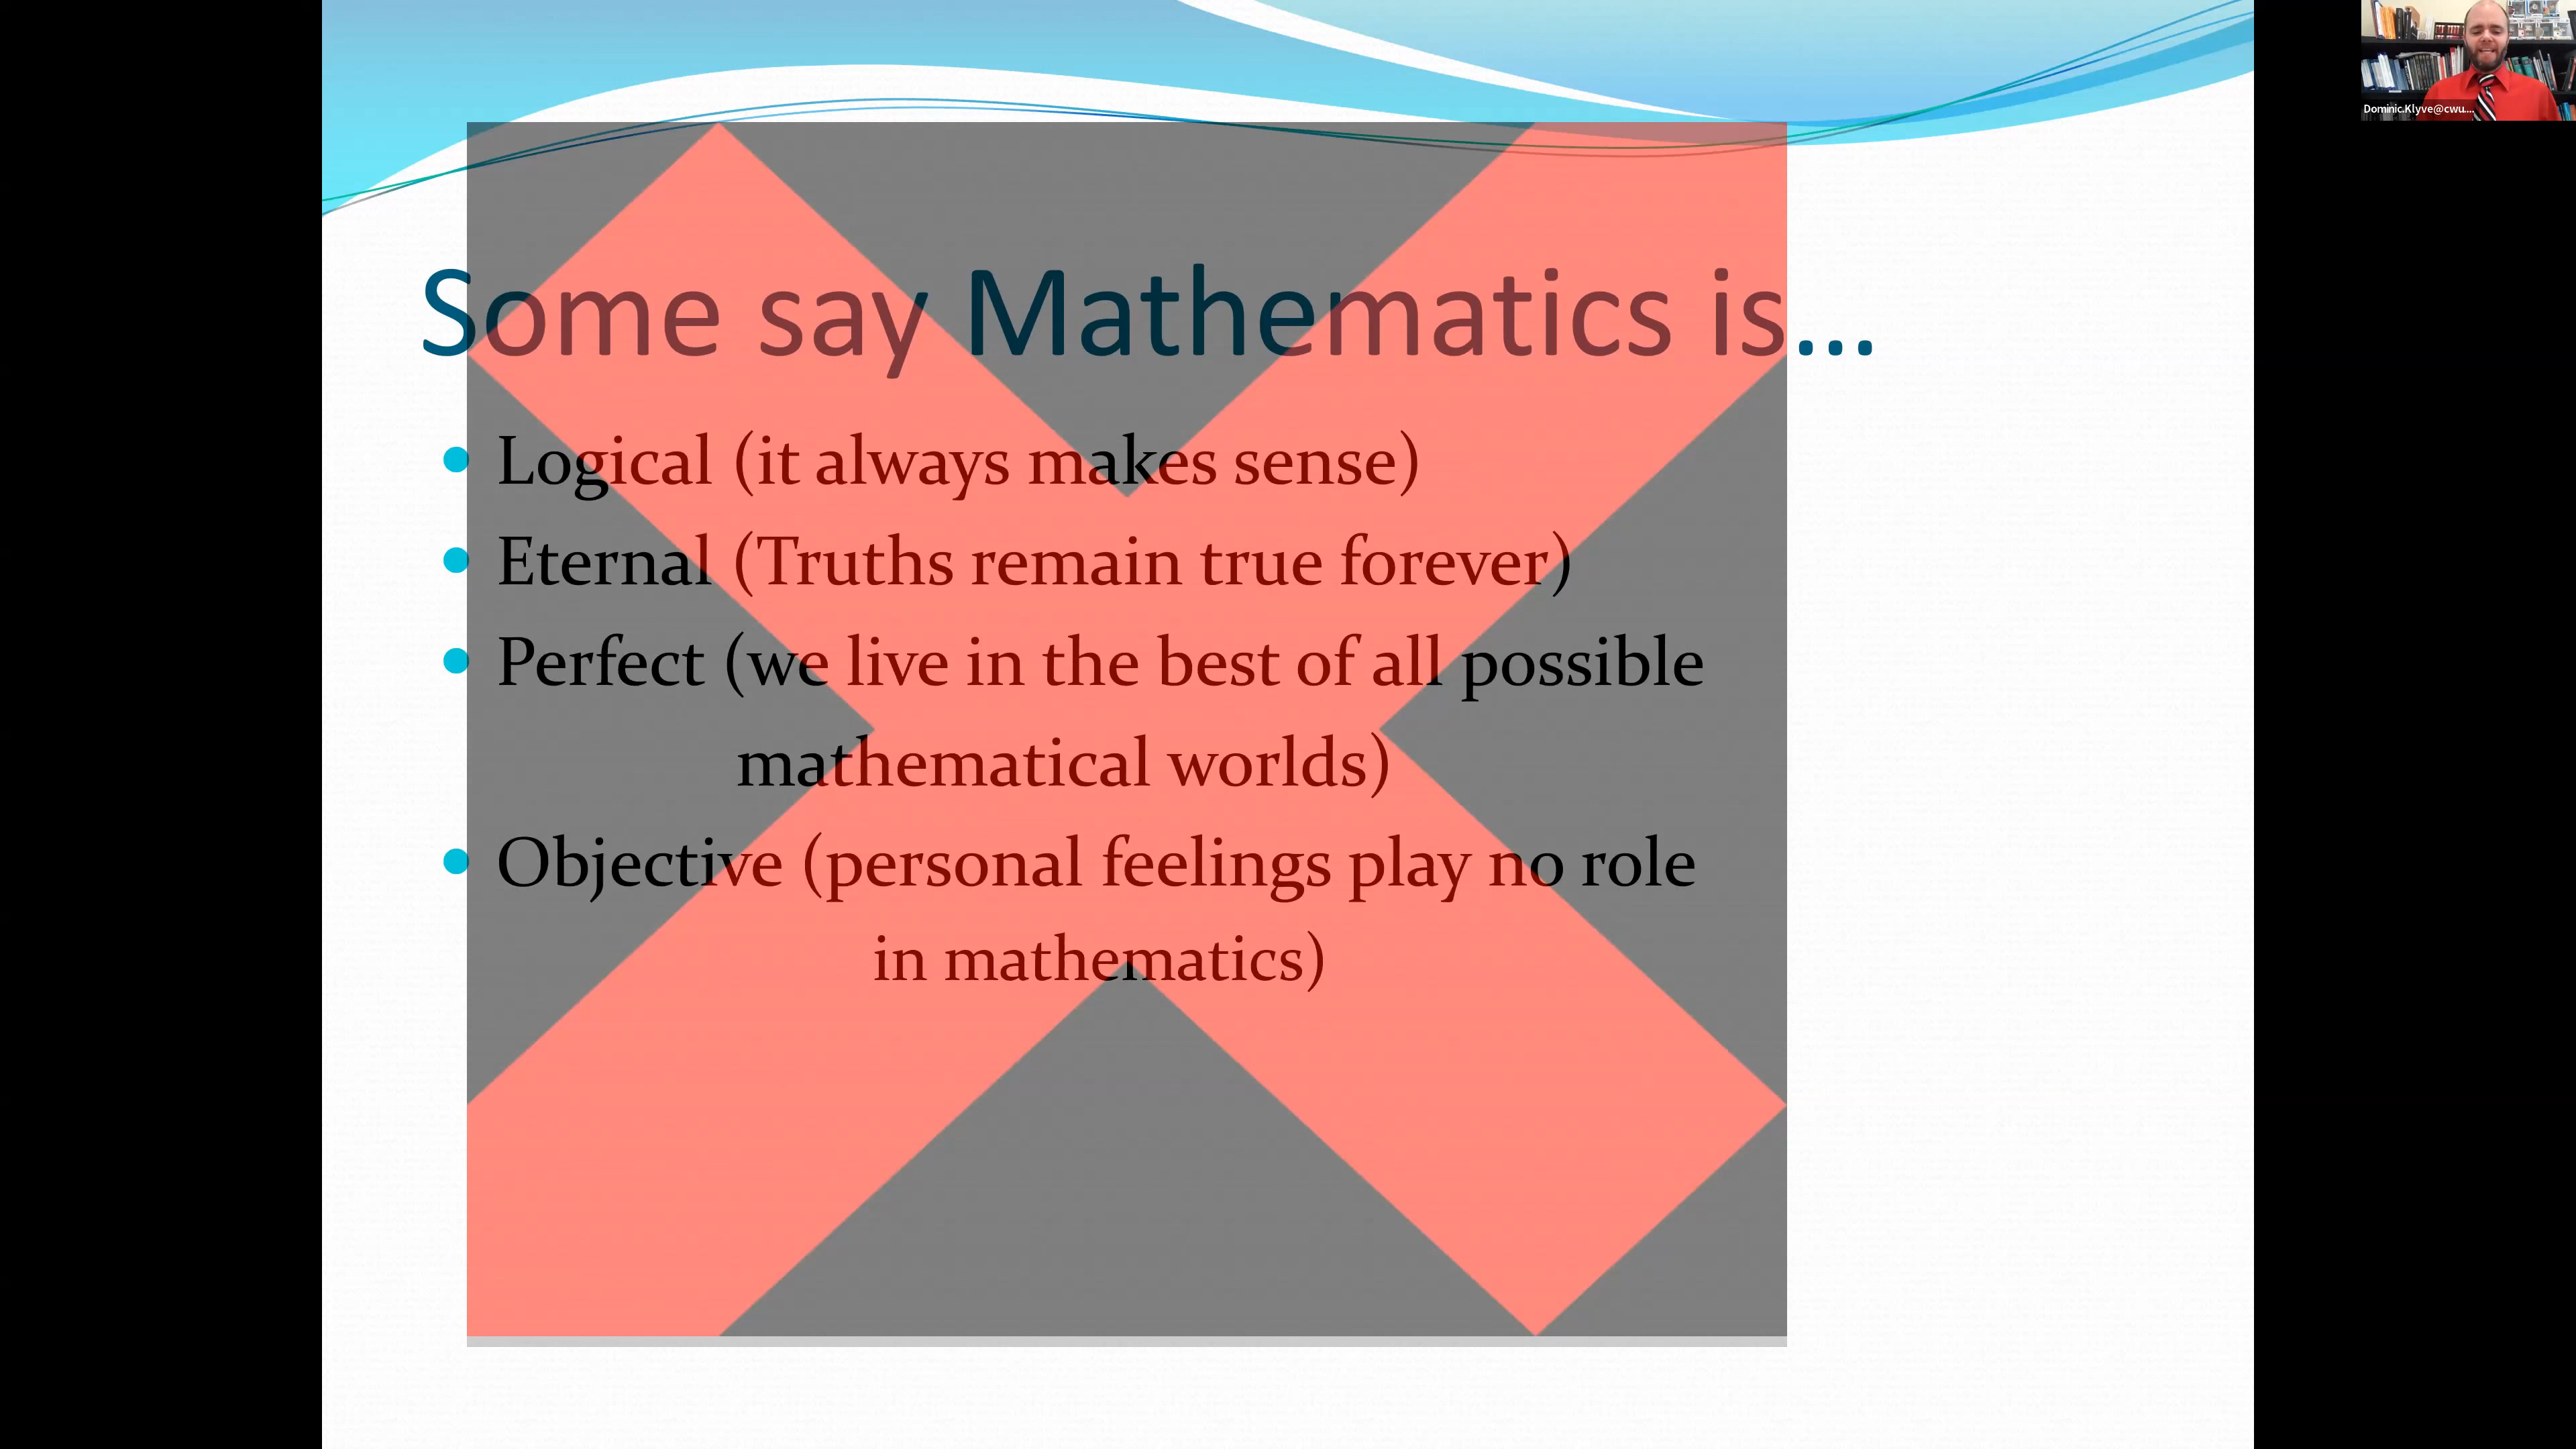 Some say Mathematics is...
• Logical (it always makes sense)
• Eternal (Truths remain true forever)
• Perfect (we live in the best of all possible
mathematical worlds)
• Objective (personal feelings play no role
in mathematics)
Dominic.Klyve@cwu....